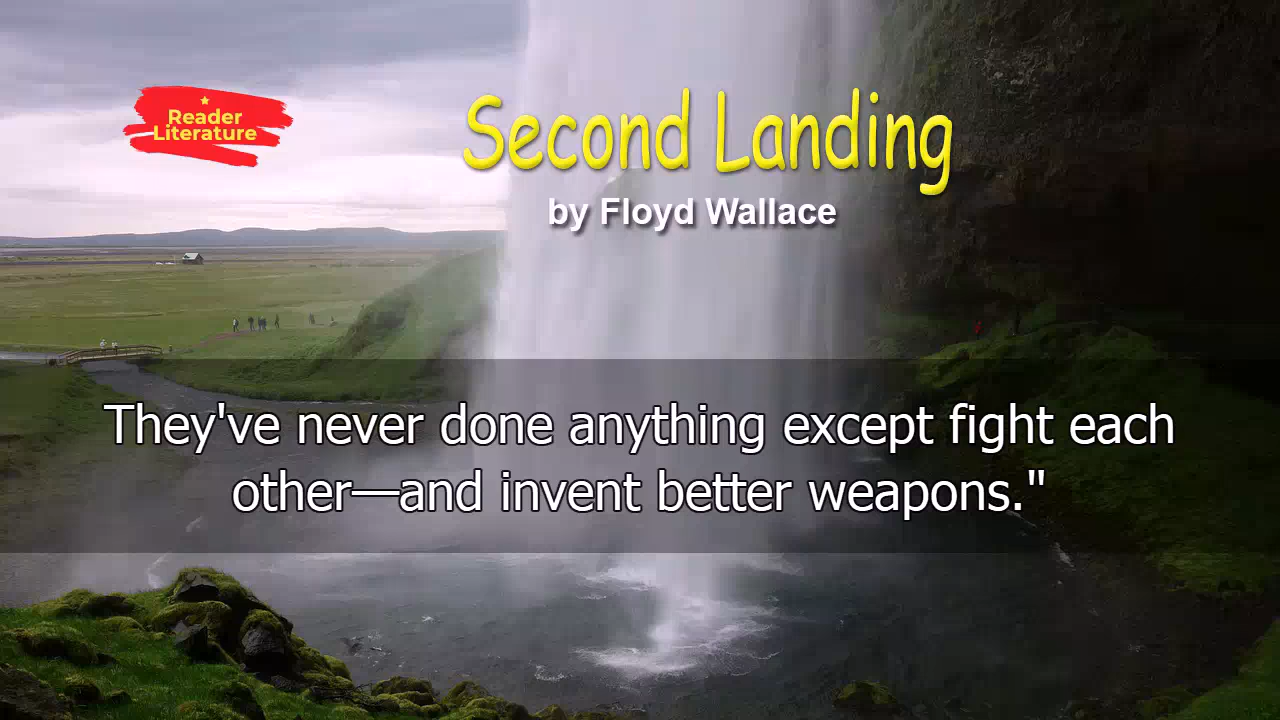 Reader
Literature
Second Landing
by Floyd Wallace
They've never done anything except fight each
other—and invent better weapons."